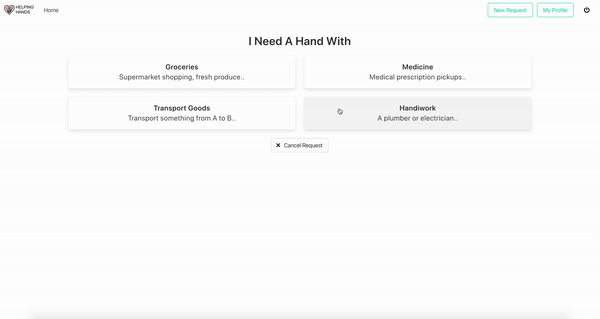 HELPING
HANDS
Home
New Request
My Profile
I Need A Hand With
Groceries
Supermarket shopping, fresh produce..
Medicine
Medical prescription pickups..
Transport Goods
Transport something from A to B..
Handiwork
A plumber or electrician..
Cancel Request